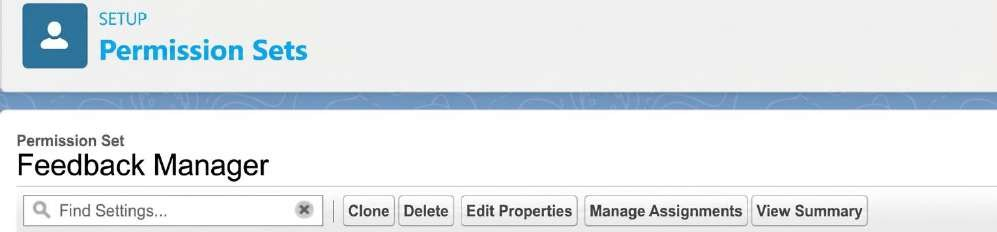 SETUP
Permission Sets
Permission Set
Feedback Manager
Find Settings... Clone Delete Edit Properties Manage Assignments View Summary